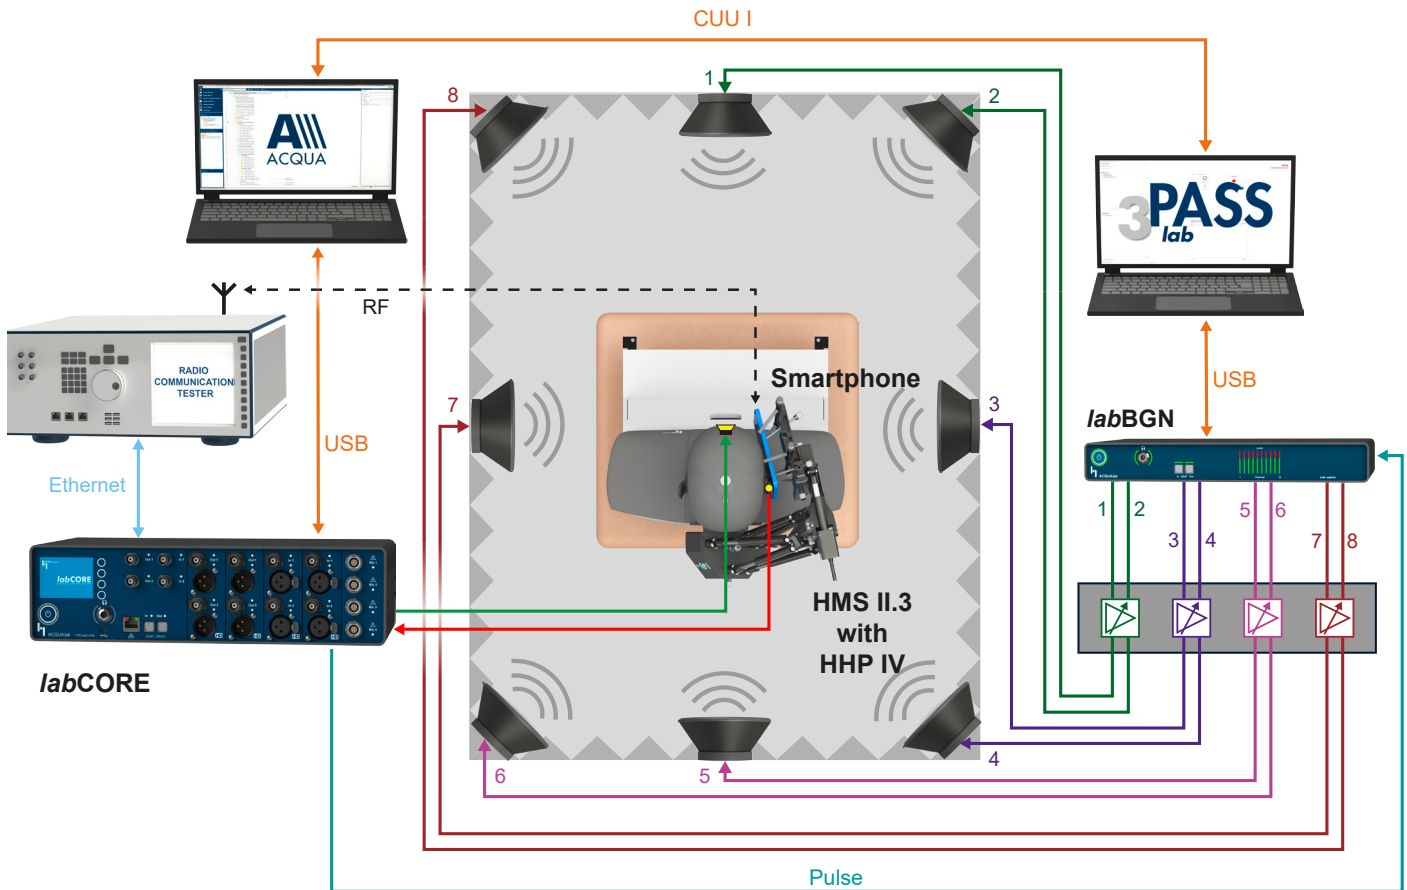 CUU I
1
8
2
ACQUA
3PASS
lab
RF
RADIO
COMMUNICATION
TESTER
Smartphone
7
3
USB
USB
labBGN
Ethernet
1
2
3
4
5
6
7
8
labCORE
HMS II.3
with
HHP IV
labCORE
6
5
4
Pulse